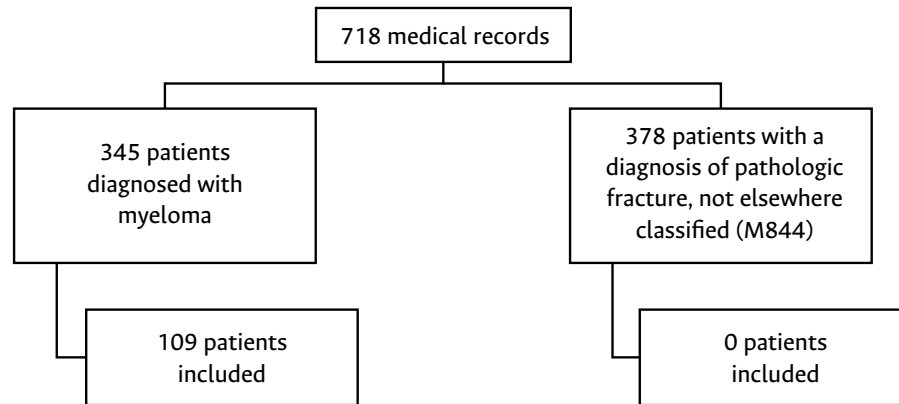 718 medical records
345 patients
diagnosed with
myeloma
378 patients with a
diagnosis of pathologic
fracture, not elsewhere
classified (M844)
109 patients
included
0 patients
included